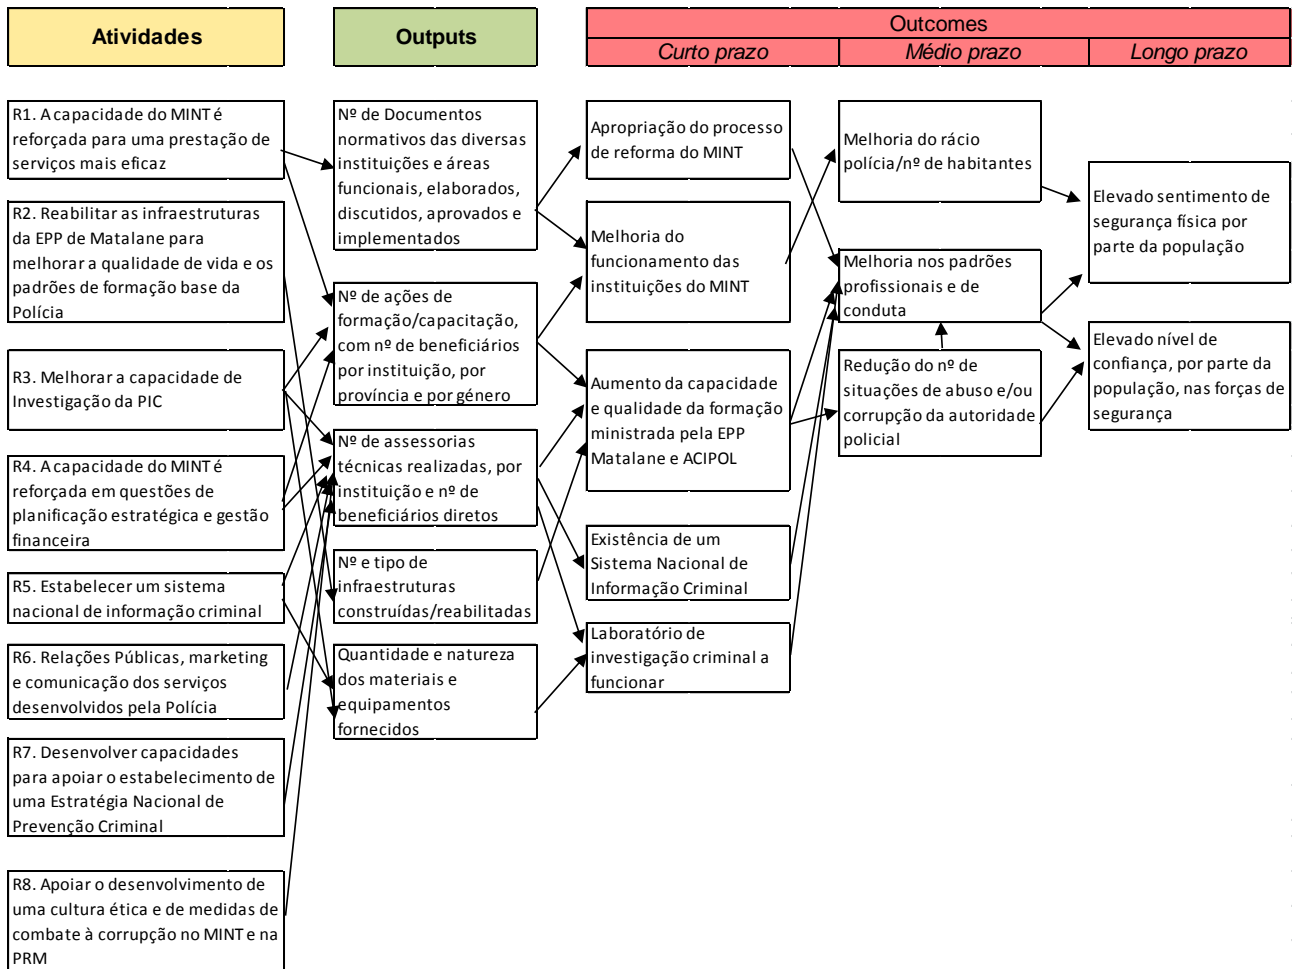 Atividades
Outputs
Outcomes
Curto prazo
Médio prazo
Longo prazo
R1. A capacidade do MINT é
reforçada para uma prestação de
serviços mais eficaz
R2. Reabilitar as infraestruturas
da EPP de Matalane para
melhorar a qualidade de vida e os
padrões de formação base da
Polícia
R3. Melhorar a capacidade de
Investigação da PIC
R4. A capacidade do MINT é
reforçada em questões de
planificação estratégica e gestão
financeira
R5. Estabelecer um sistema
nacional de informação criminal
R6. Relações Públicas, marketing
e comunicação dos serviços
desenvolvidos pela Polícia
R7. Desenvolver capacidades
para apoiar o estabelecimento de
uma Estratégia Nacional de
Prevenção Criminal
R8. Apoiar o desenvolvimento de
uma cultura ética e de medidas de
combate à corrupção no MINT e na
PRM
Nº de Documentos
normativos das diversas
instituições e áreas
funcionais, elaborados,
discutidos, aprovados e
implementados
Nº de ações de
formação/capacitação,
com nº de beneficiários
por instituição, por
província e por género
Nº de assessorias
técnicas realizadas, por
instituição e nº de
beneficiários diretos
Nº e tipo de
infraestruturas
construídas/reabilitadas
Quantidade e natureza
dos materiais e
equipamentos
fornecidos
Apropriação do processo
de reforma do MINT
Melhoria do
funcionamento das
instituições do MINT
Aumento da capacidade
e qualidade da formação
ministrada pela EPP
Matalane e ACIPOL
Existência de um
Sistema Nacional de
Informação Criminal
Laboratório de
investigação criminal a
funcionar
Melhoria do rácio
polícia/nº de habitantes
Melhoria nos padrões
profissionais e de
conduta
Redução do nº de
situações de abuso e/ou
corrupção da autoridade
policial
Elevado sentimento de
segurança física por
parte da população
Elevado nível de
confiança, por parte da
população, nas forças de
segurança